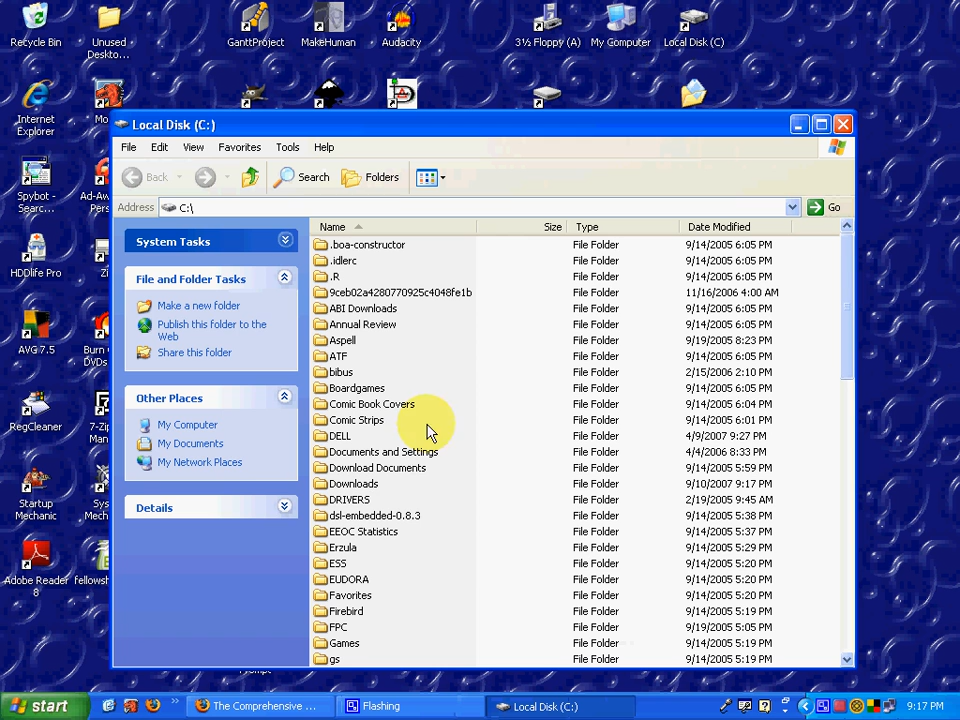 Recycle Bin
Unused
Deskto...
GanttProject
MakeHuman
Audacity
3½ Floppy (A)
My Computer
Local Disk (C)
Internet
Explorer
Mo
Spybot -
Searc...
Ad-Aw
Pers
HDDlife Pro
Zi
AVG 7.5
Burn
DVDs
RegCleaner
7-Zip
Man
Startup
Mechanic
Sys
Mech
Adobe Reader
8
fellowsh
Local Disk (C:)
File Edit View Favorites Tools Help
Back Search Folders
Address C:\ Go
System Tasks
File and Folder Tasks
Make a new folder
Publish this folder to the
Web
Share this folder
Other Places
My Computer
My Documents
My Network Places
Details
Name Size Type Date Modified
.boa-constructor File Folder 9/14/2005 6:05 PM
.idlerc File Folder 9/14/2005 6:05 PM
.R File Folder 9/14/2005 6:05 PM
9ceb02a4280770925c4048fe1b File Folder 11/16/2006 4:00 AM
ABI Downloads File Folder 9/14/2005 6:05 PM
Annual Review File Folder 9/14/2005 6:05 PM
Aspell File Folder 9/19/2005 8:23 PM
ATF File Folder 9/14/2005 6:05 PM
bibus File Folder 2/15/2006 2:10 PM
Boardgames File Folder 9/14/2005 6:05 PM
Comic Book Covers File Folder 9/14/2005 6:04 PM
Comic Strips File Folder 9/14/2005 6:01 PM
DELL File Folder 4/9/2007 9:27 PM
Documents and Settings File Folder 4/4/2006 8:33 PM
Download Documents File Folder 9/14/2005 5:59 PM
Downloads File Folder 9/10/2007 9:17 PM
DRIVERS File Folder 2/19/2005 9:45 AM
dsl-embedded-0.8.3 File Folder 9/14/2005 5:38 PM
EEOC Statistics File Folder 9/14/2005 5:37 PM
Erzula File Folder 9/14/2005 5:29 PM
ESS File Folder 9/14/2005 5:20 PM
EUDORA File Folder 9/14/2005 5:20 PM
Favorites File Folder 9/14/2005 5:20 PM
Firebird File Folder 9/14/2005 5:19 PM
FPC File Folder 9/19/2005 5:05 PM
Games File Folder 9/14/2005 5:19 PM
gs File Folder 9/14/2005 5:19 PM
start
The Comprehensive ...
Flashing
Local Disk (C:)
9:17 PM